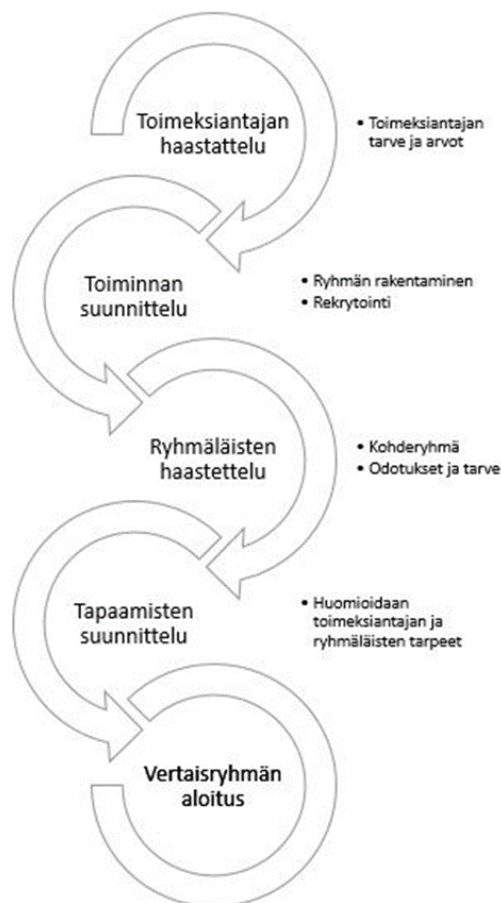 Toimeksiantajan
haastattelu
• Toimeksiantajan
tarve ja arvot
Toiminnan
suunnittelu
• Ryhmän rakentaminen
• Rekrytointi
Ryhmäläisten
haastettelu
• Kohderyhmä
• Odotukset ja tarve
Tapaamisten
suunnittelu
• Huomioidaan
toimeksiantajan ja
ryhmäläisten tarpeet
Vertaisryhmän
aloitus